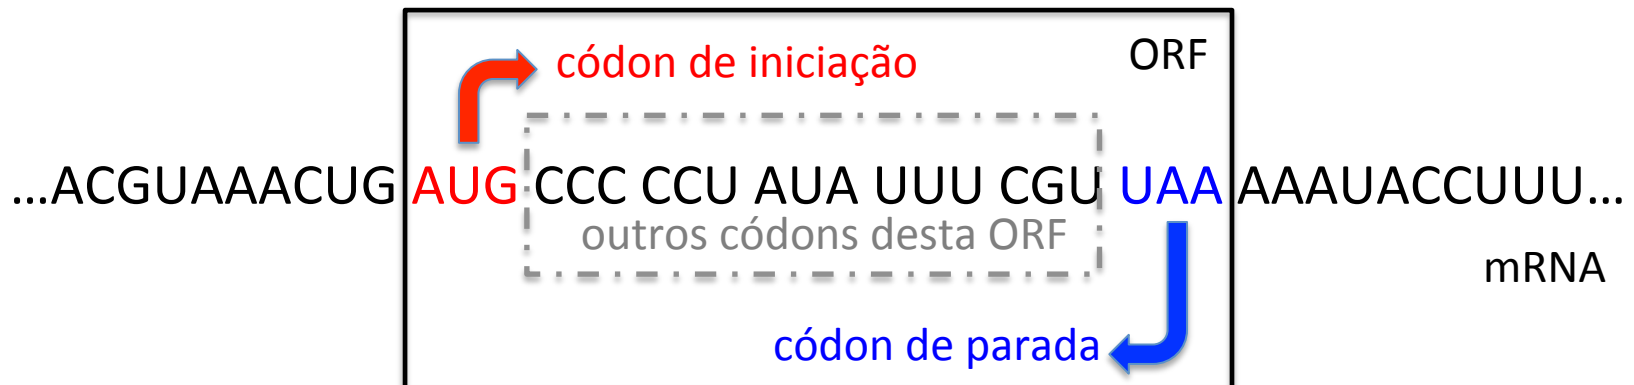 ORF
códon de iniciação
...ACGUAAACUG AUG CCC CCU AUA UUU CGU UAA AAAUACCUUU...
outros códons desta ORF
mRNA
códon de parada